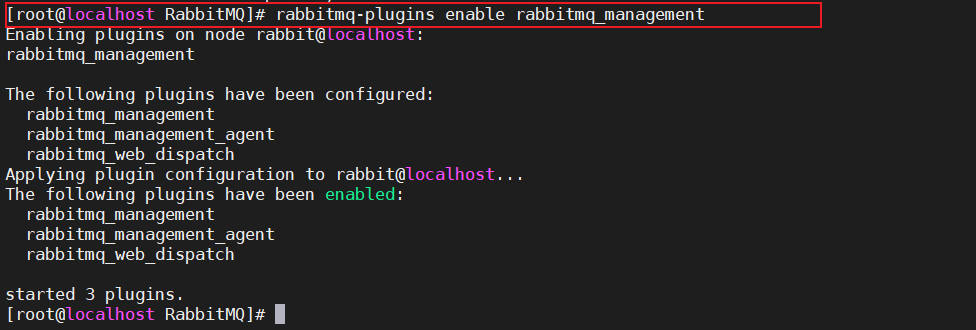 [root@localhost RabbitMQ]# rabbitmq-plugins enable rabbitmq_management
Enabling plugins on node rabbit@localhost:
rabbitmq_management
The following plugins have been configured:
rabbitmq_management
rabbitmq_management_agent
rabbitmq_web_dispatch
Applying plugin configuration to rabbit@localhost...
The following plugins have been enabled:
rabbitmq_management
rabbitmq_management_agent
rabbitmq_web_dispatch
started 3 plugins.
[root@localhost RabbitMQ]#